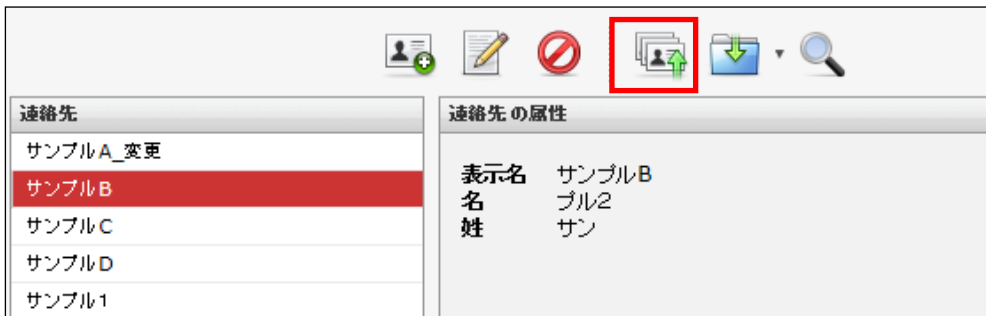 連絡先
サンプルA_変更
サンプルB
サンプルC
サンプルD
サンプル1
連絡先の属性
表示名 サンプルB
名 プル2
姓 サン